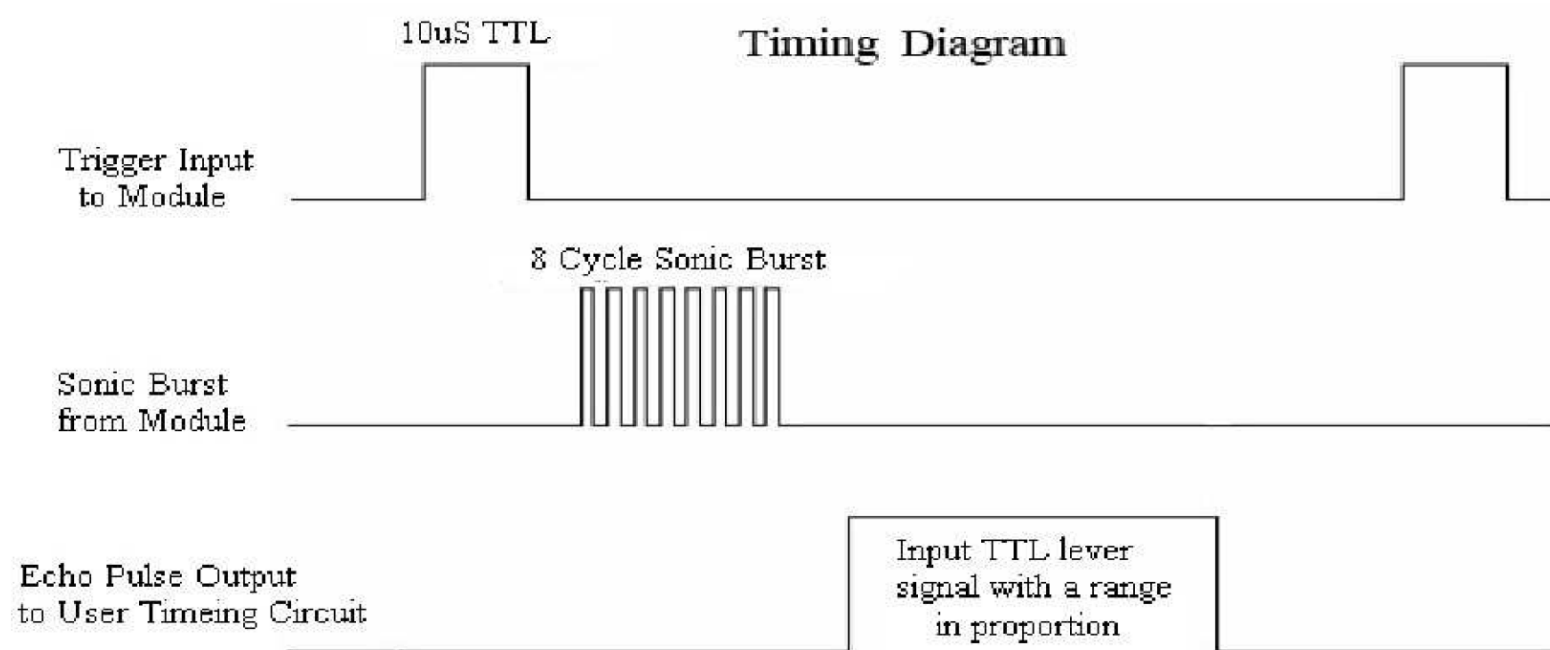 10uS TTL
Timing Diagram
Trigger Input
to Module
8 Cycle Sonic Burst
Sonic Burst
from Module
Echo Pulse Output
to User Timeing Circuit
Input TTL lever
signal with a range
in proportion